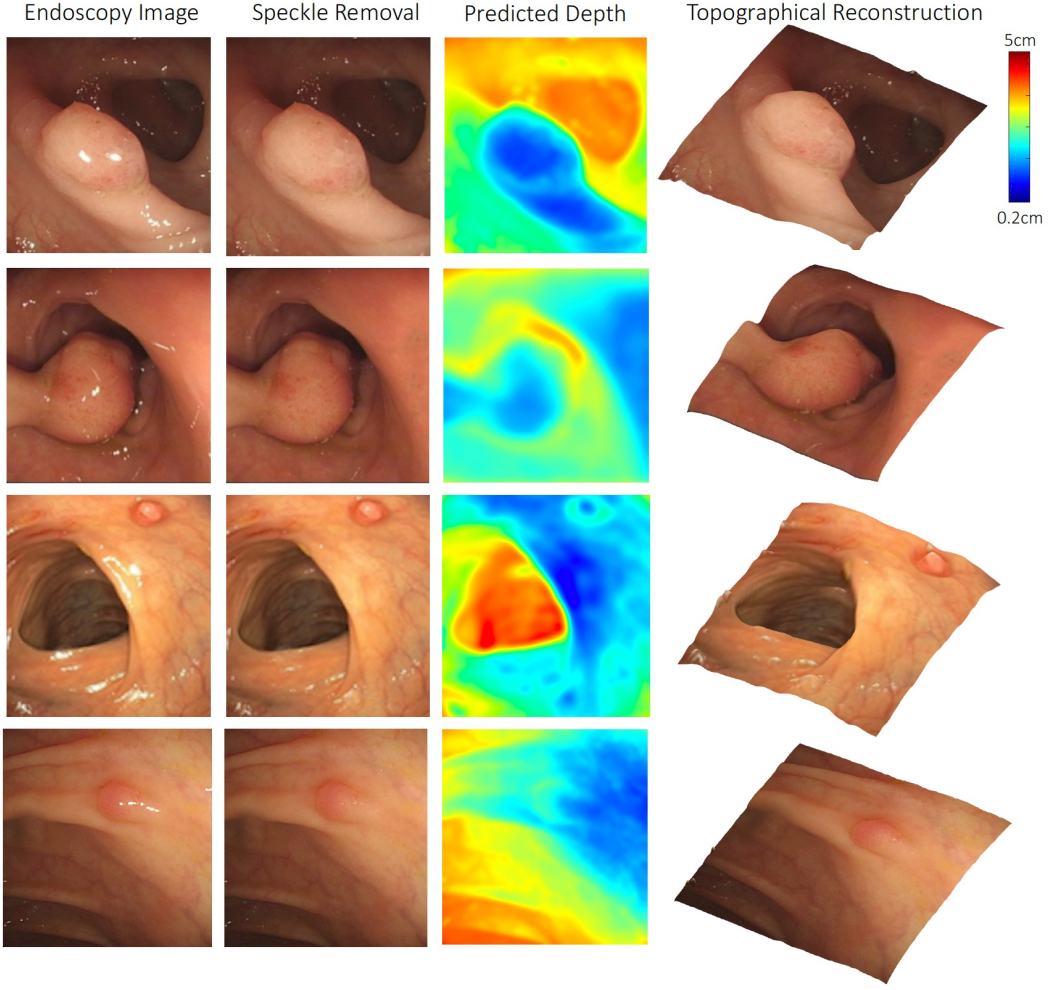 Endoscopy Image
Speckle Removal
Predicted Depth
Topographical Reconstruction
5cm
0.2cm